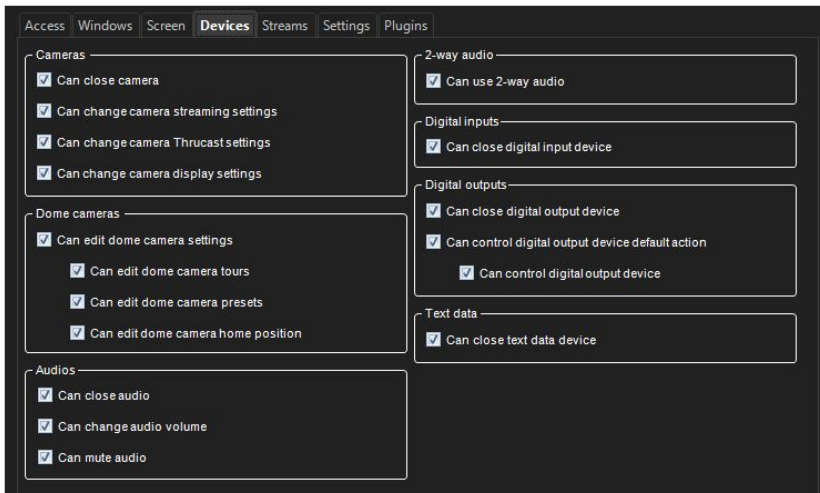 Access Windows Screen Devices Streams Settings Plugins
Cameras
Can close camera
Can change camera streaming settings
Can change camera Thrucast settings
Can change camera display settings
Dome cameras
Can edit dome camera settings
Can edit dome camera tours
Can edit dome camera presets
Can edit dome camera home position
Audios
Can close audio
Can change audio volume
Can mute audio
2-way audio
Can use 2-way audio
Digital inputs
Can close digital input device
Digital outputs
Can close digital output device
Can control digital output device default action
Can control digital output device
Text data
Can close text data device